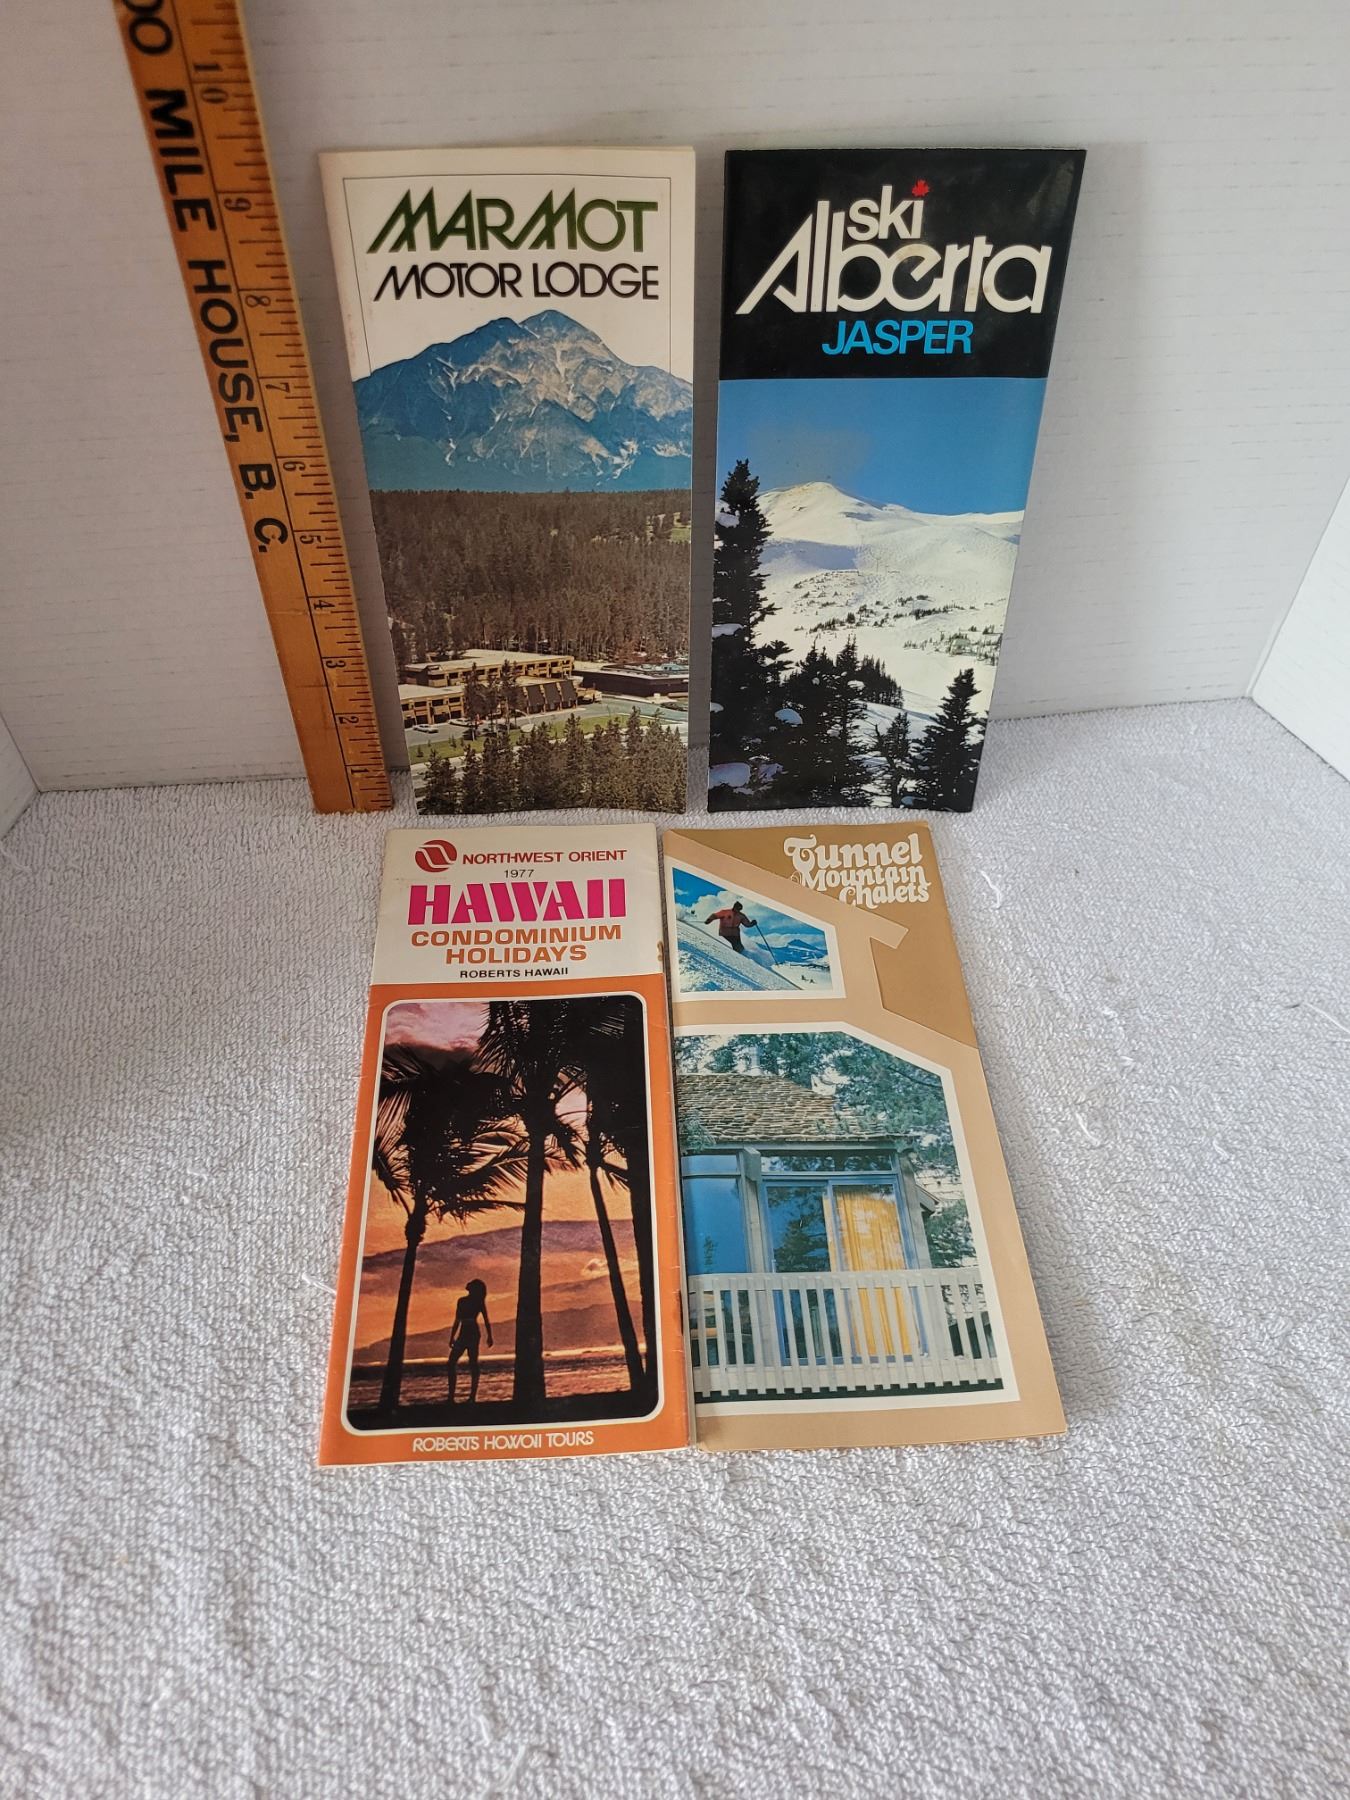 00 MILE HOUSE, B.C.
10
9
8
7
6
5
4
3
2
1
MARMOT
MOTOR LODGE
ski
Alberta
JASPER
NORTHWEST ORIENT
1977
HAWAII
CONDOMINIUM
HOLIDAYS
ROBERTS HAWAII
ROBERTS HAWAII TOURS
Tunnel
Mountain
Chalets